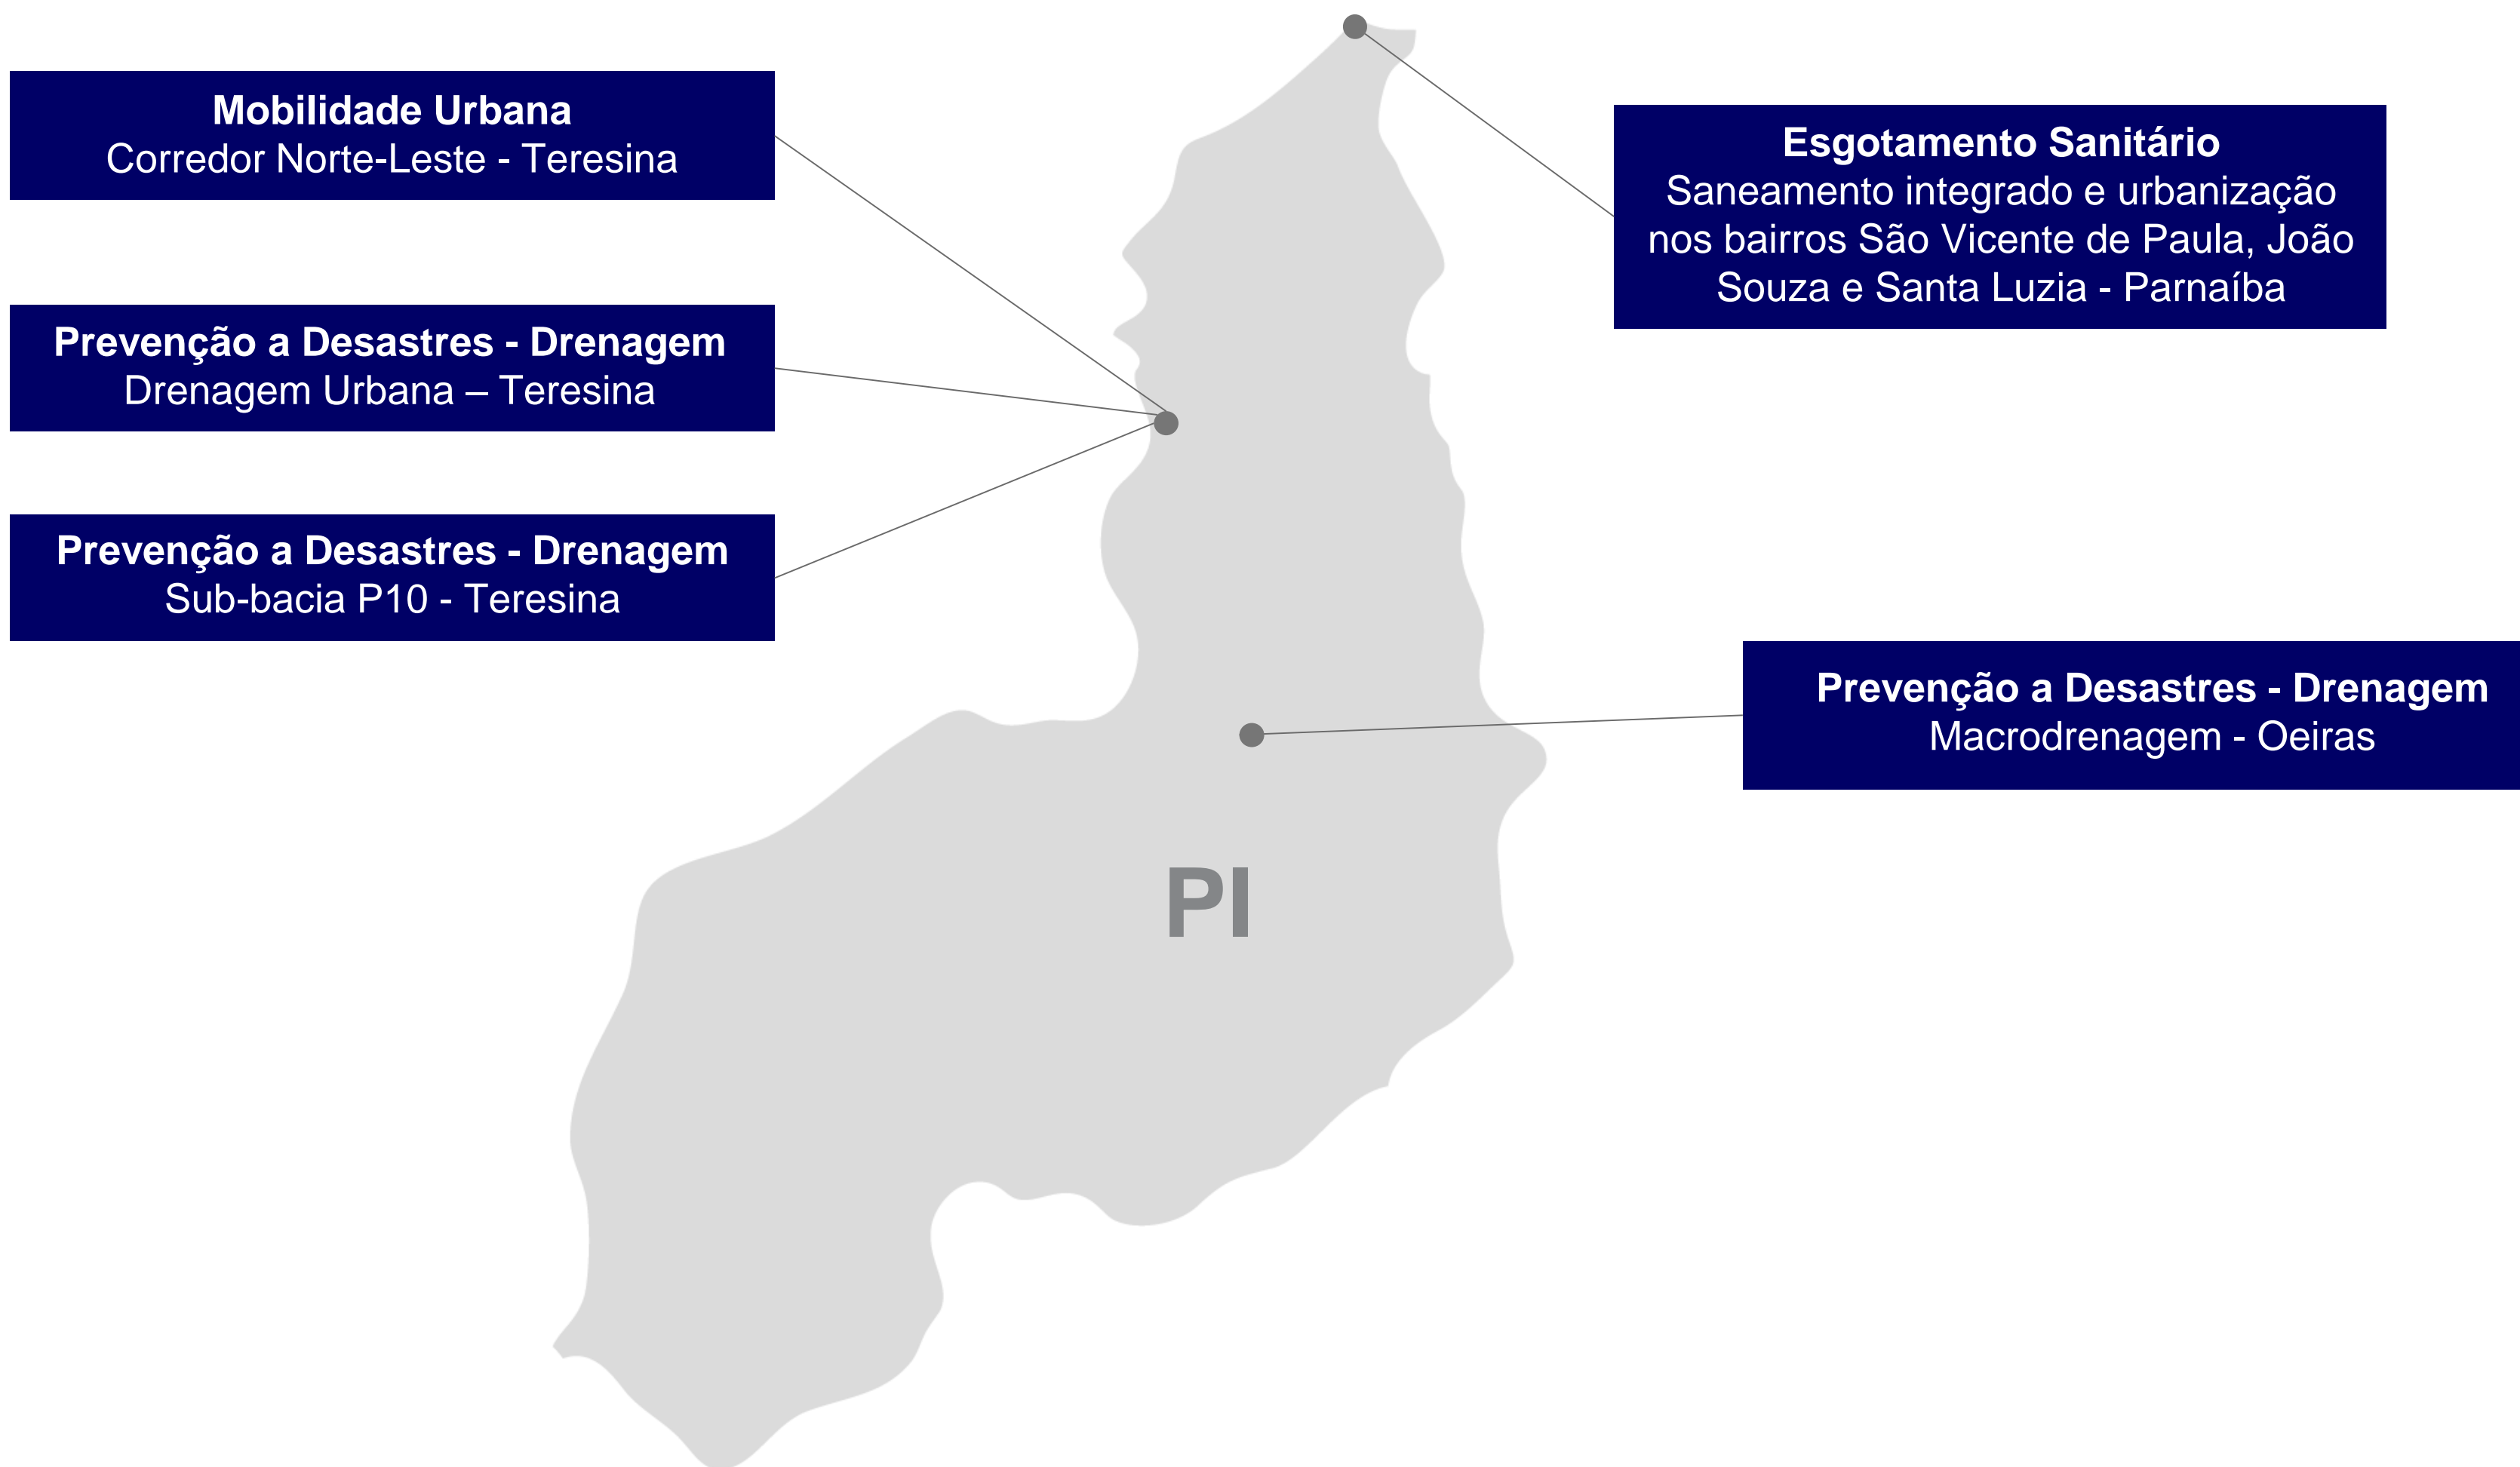 Mobilidade Urbana
Corredor Norte-Leste - Teresina
Prevenção a Desastres - Drenagem
Drenagem Urbana – Teresina
Prevenção a Desastres - Drenagem
Sub-bacia P10 - Teresina
Esgotamento Sanitário
Saneamento integrado e urbanização
nos bairros São Vicente de Paula, João
Souza e Santa Luzia - Parnaíba
Prevenção a Desastres - Drenagem
Macrodrenagem - Oeiras
PI